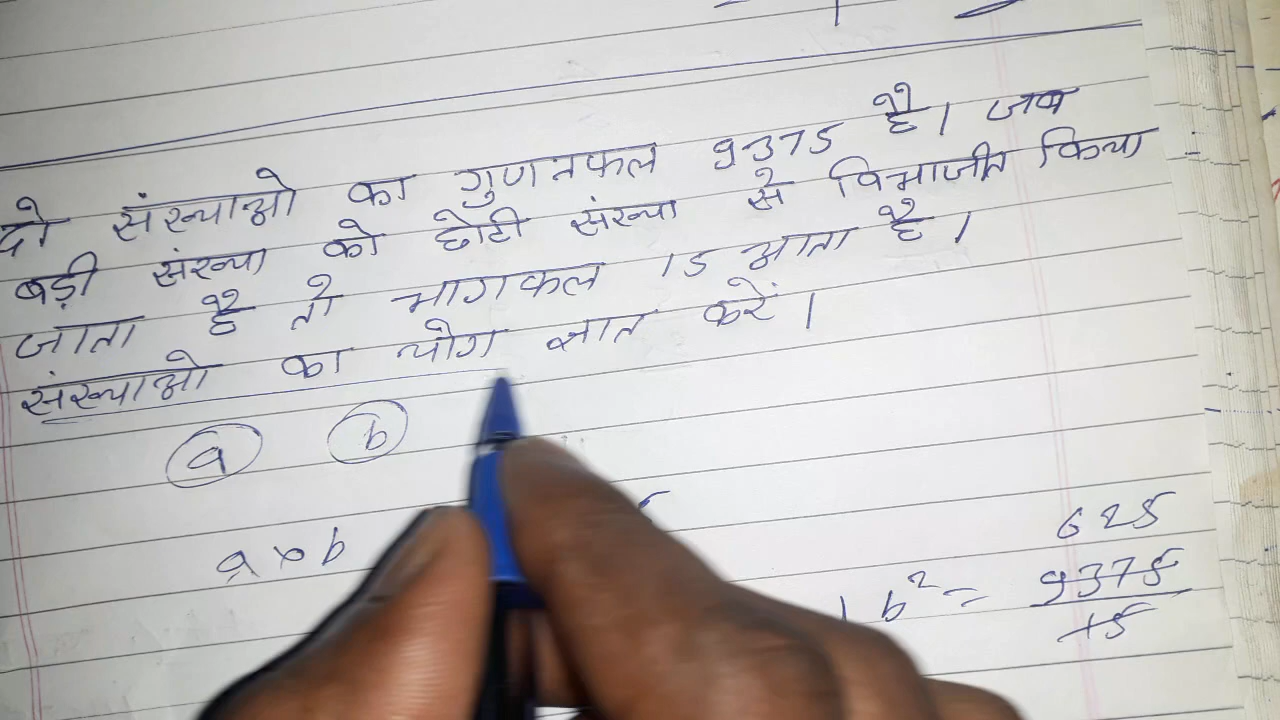 दो संख्याओ का गुणनफल 9375 है। जब
बड़ी संख्या को छोटी संख्या से विभाजीत किया
जाता है तो भागफल 15 आता है।
संख्याओ का योग ज्ञात करें।
a b
a × b
625
b² = 9375
15